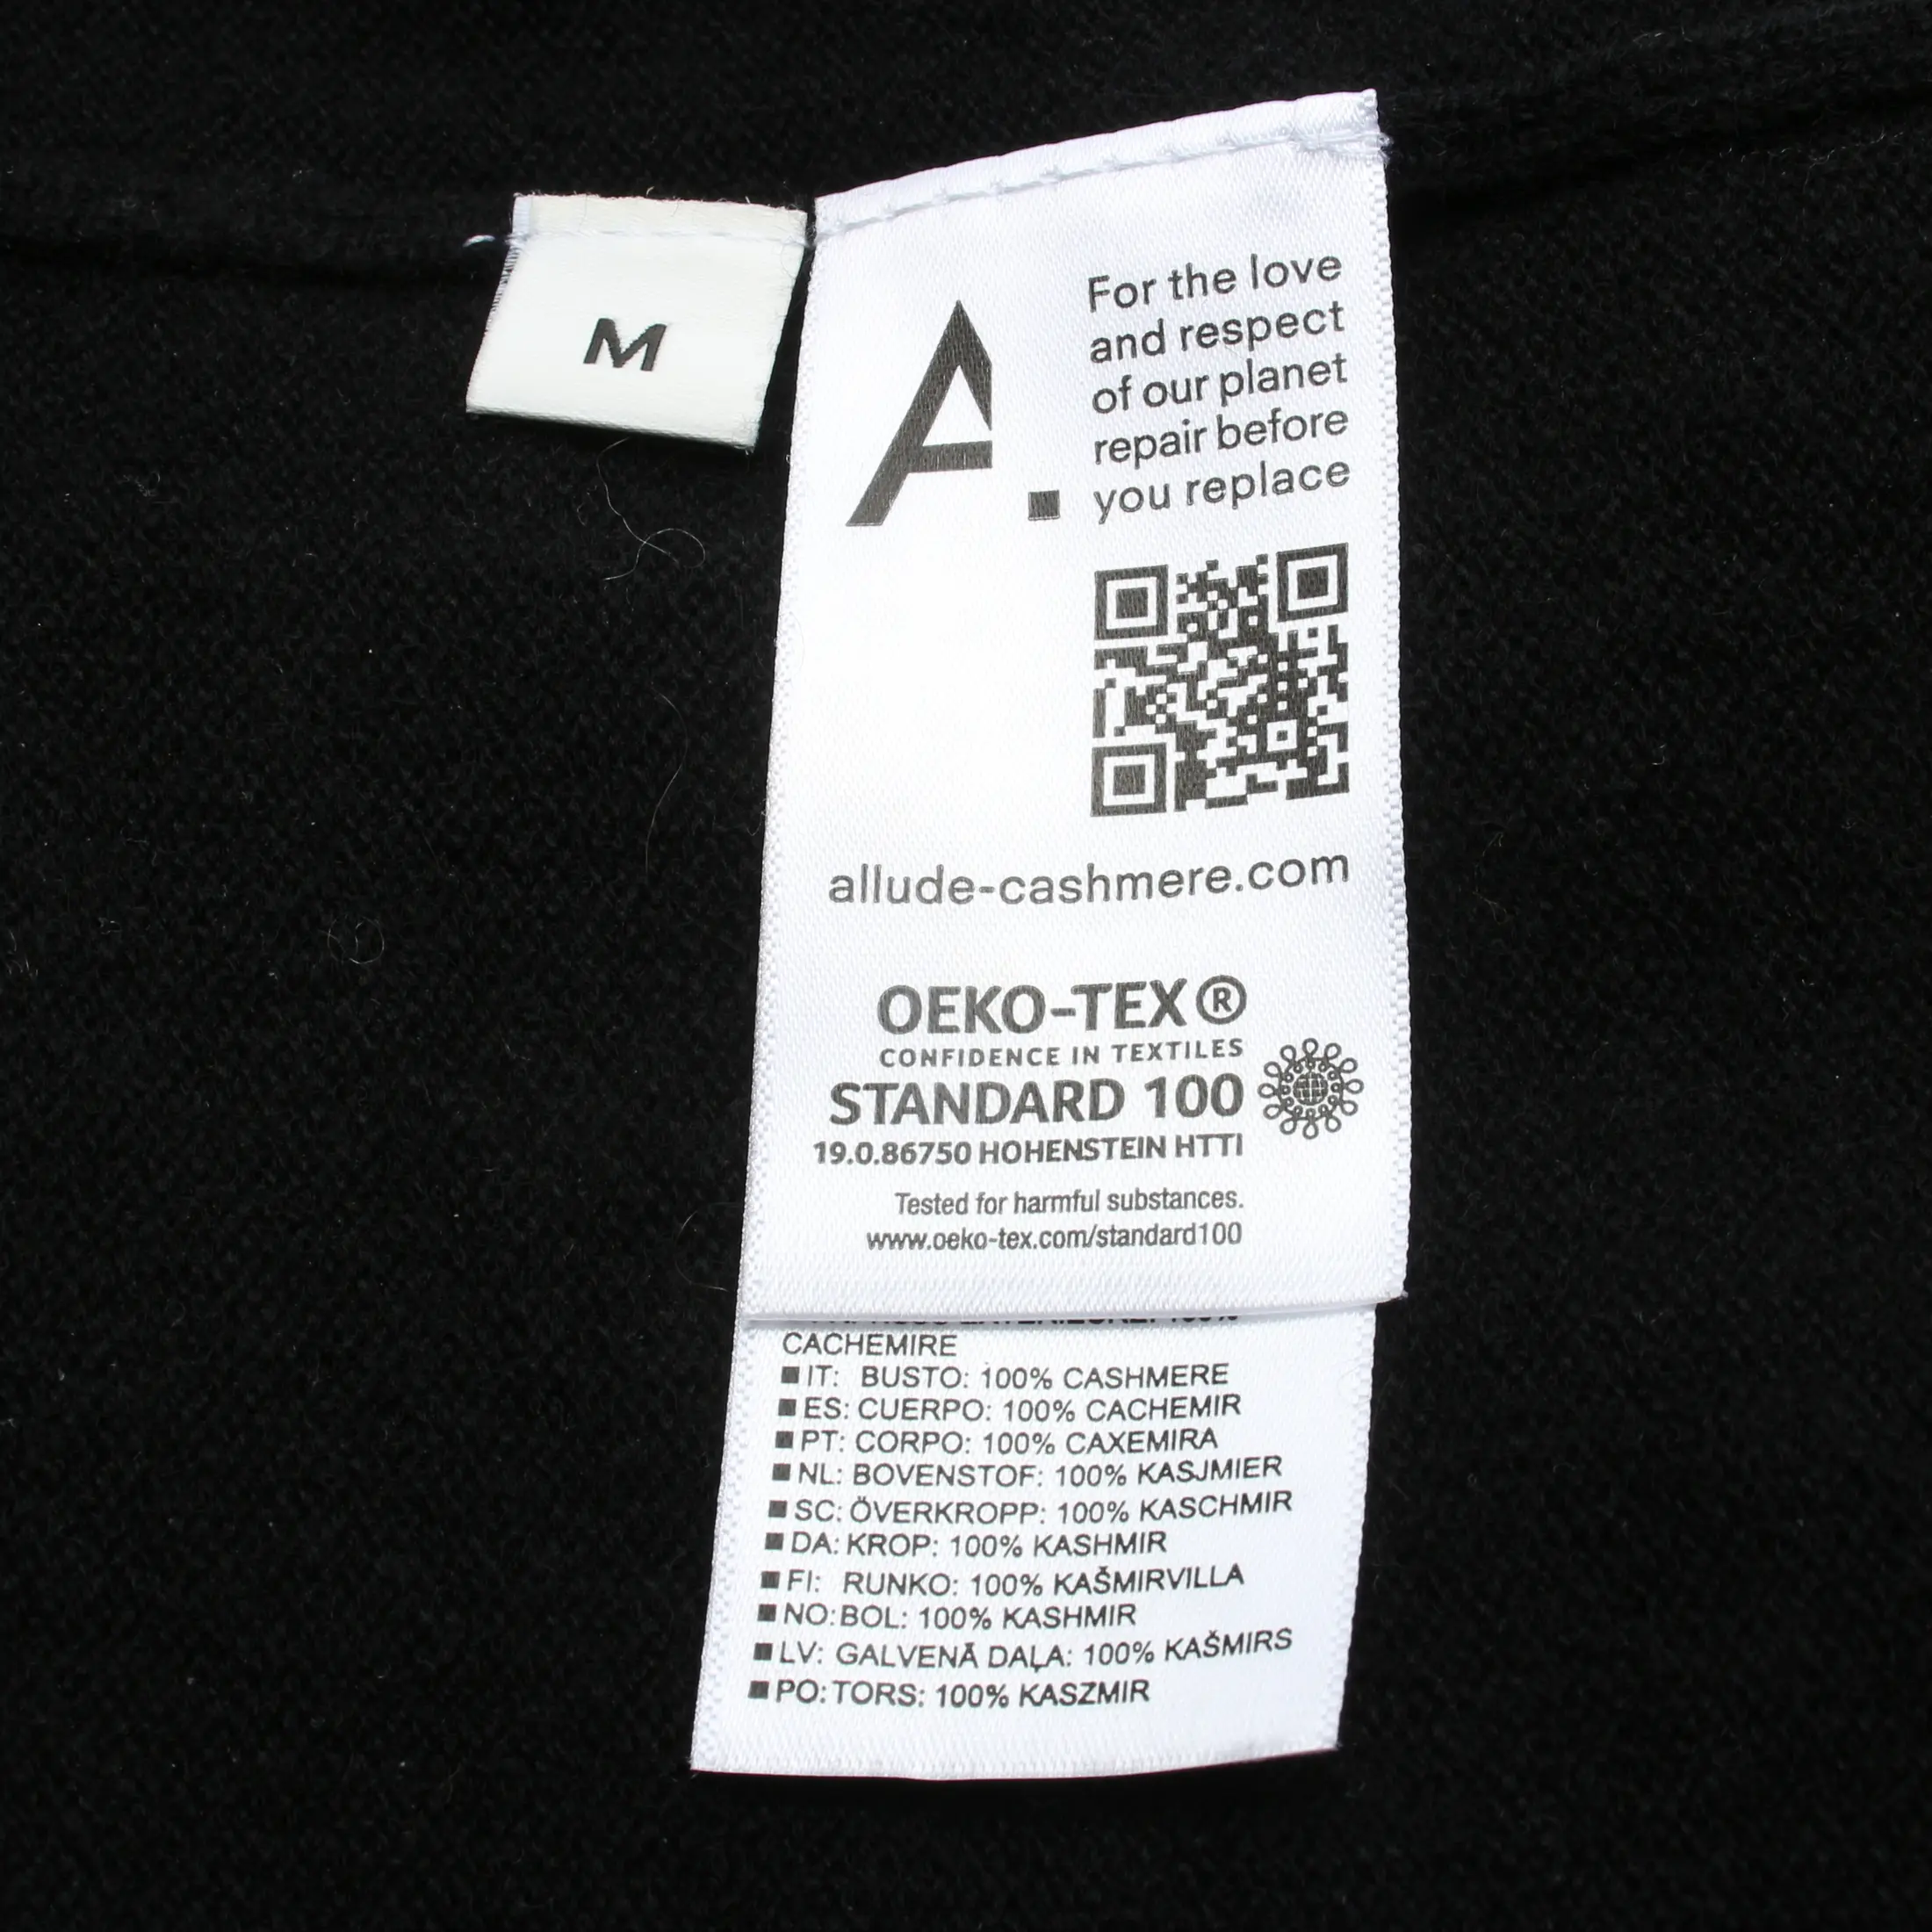 M
A.
For the love
and respect
of our planet
repair before
you replace
allude-cashmere.com
OEKO-TEX®
CONFIDENCE IN TEXTILES
STANDARD 100
19.0.86750 HOHENSTEIN HTTI
Tested for harmful substances.
www.oeko-tex.com/standard100
CACHEMIRE
■IT: BUSTO: 100% CASHMERE
■ES: CUERPO: 100% CACHEMIR
■PT: CORPO: 100% CAXEMIRA
■NL: BOVENSTOF: 100% KASJMIER
■SC: ÖVERKROPP: 100% KASCHMIR
■DA: KROP: 100% KASHMIR
■FI: RUNKO: 100% KAŠMIRVILLA
■NO: BOL: 100% KASHMIR
■LV: GALVENĀ DAĻA: 100% KAŠMIRS
■PO: TORS: 100% KASZMIR